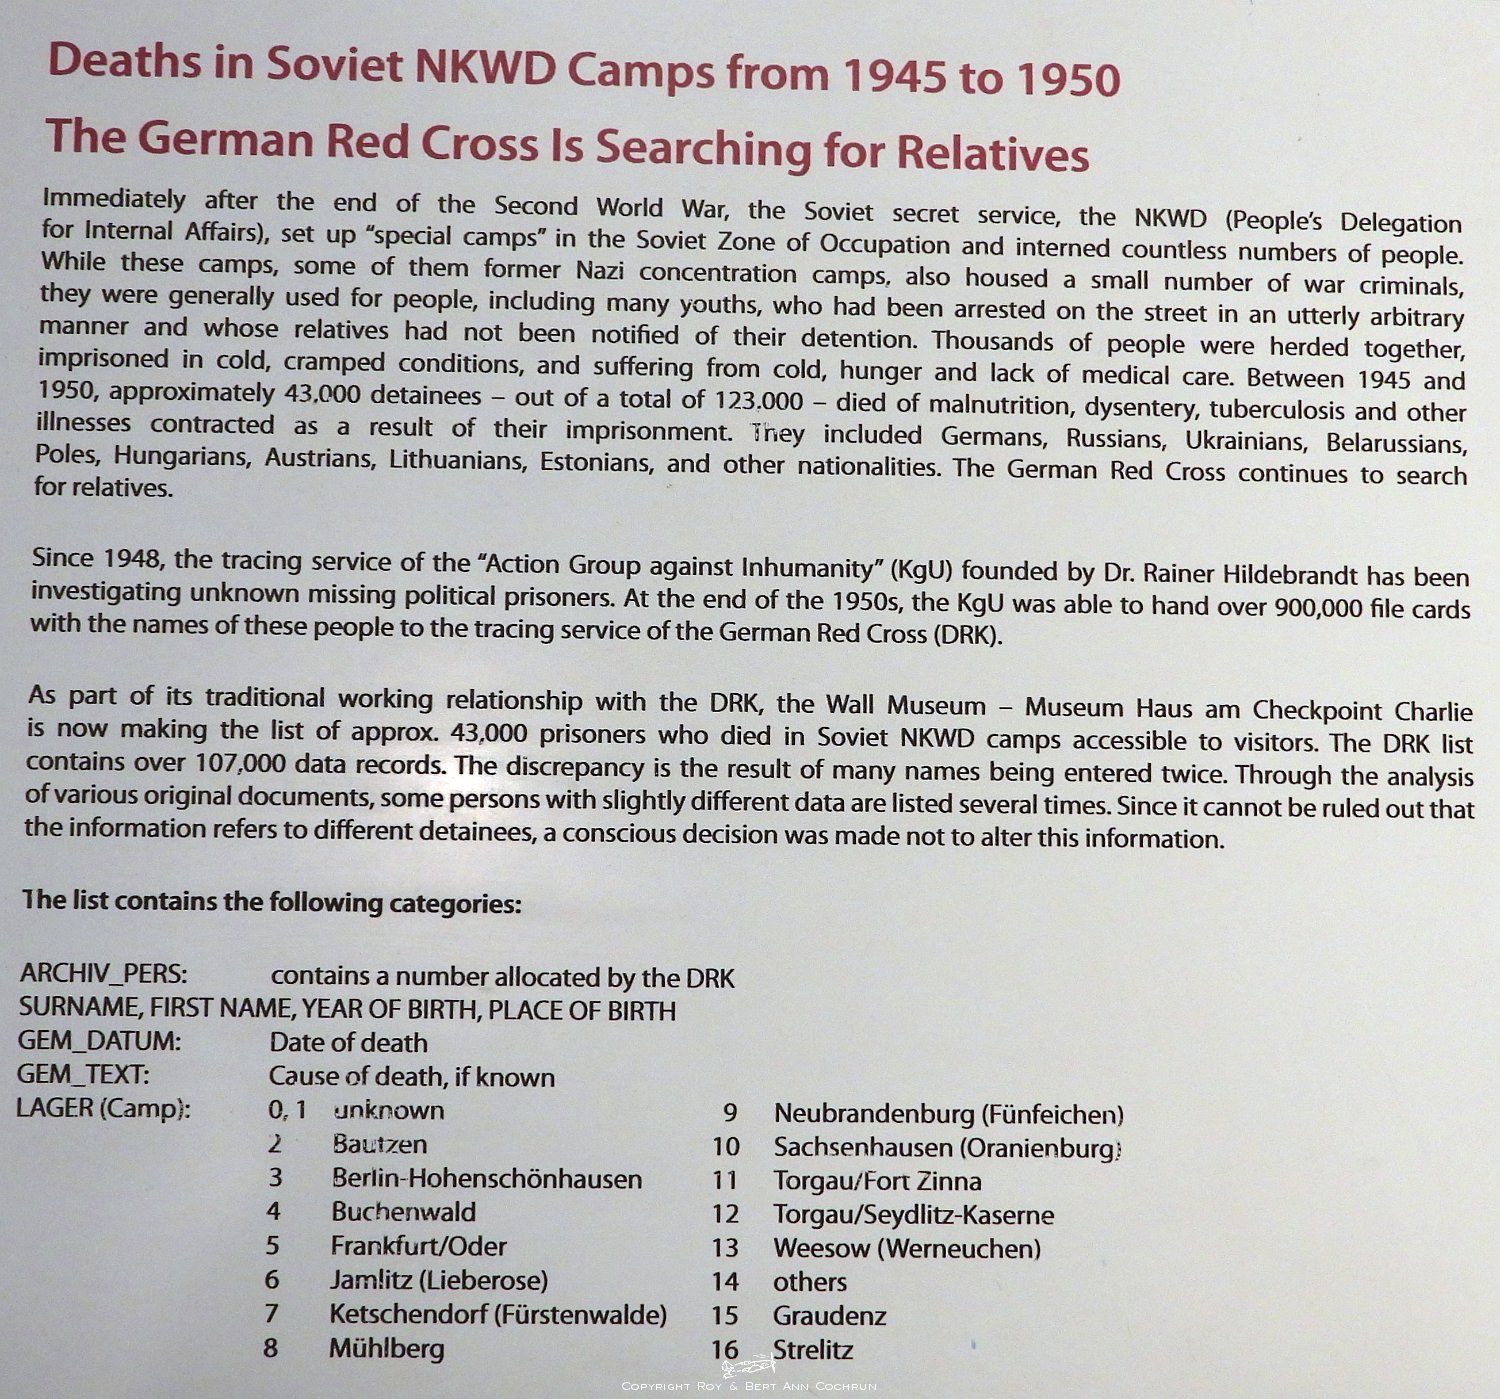 Deaths in Soviet NKWD Camps from 1945 to 1950
The German Red Cross Is Searching for Relatives
Immediately after the end of the Second World War, the Soviet secret service, the NKWD (People's Delegation
for Internal Affairs), set up “special camps” in the Soviet Zone of Occupation and interned countless numbers of people.
While these camps, some of them former Nazi concentration camps, also housed a small number of war criminals,
they were generally used for people, including many youths, who had been arrested on the street in an utterly arbitrary
manner and whose relatives had not been notified of their detention. Thousands of people were herded together,
imprisoned in cold, cramped conditions, and suffering from cold, hunger and lack of medical care. Between 1945 and
1950, approximately 43,000 detainees – out of a total of 123,000 – died of malnutrition, dysentery, tuberculosis and other
illnesses contracted as a result of their imprisonment. They included Germans, Russians, Ukrainians, Belarussians,
Poles, Hungarians, Austrians, Lithuanians, Estonians, and other nationalities. The German Red Cross continues to search
for relatives.
Since 1948, the tracing service of the “Action Group against Inhumanity” (KgU) founded by Dr. Rainer Hildebrandt has been
investigating unknown missing political prisoners. At the end of the 1950s, the KgU was able to hand over 900,000 file cards
with the names of these people to the tracing service of the German Red Cross (DRK).
As part of its traditional working relationship with the DRK, the Wall Museum – Museum Haus am Checkpoint Charlie
is now making the list of approx. 43,000 prisoners who died in Soviet NKWD camps accessible to visitors. The DRK list
contains over 107,000 data records. The discrepancy is the result of many names being entered twice. Through the analysis
of various original documents, some persons with slightly different data are listed several times. Since it cannot be ruled out that
the information refers to different detainees, a conscious decision was made not to alter this information.
The list contains the following categories:
ARCHIV_PERS: contains a number allocated by the DRK
SURNAME, FIRST NAME, YEAR OF BIRTH, PLACE OF BIRTH
GEM_DATUM: Date of death
GEM_TEXT: Cause of death, if known
LAGER (Camp): 0, 1 unknown 9 Neubrandenburg (Fünfeichen)
2 Bautzen 10 Sachsenhausen (Oranienburg)
3 Berlin-Hohenschönhausen 11 Torgau/Fort Zinna
4 Buchenwald 12 Torgau/Seydlitz-Kaserne
5 Frankfurt/Oder 13 Weesow (Werneuchen)
6 Jamlitz (Lieberose) 14 others
7 Ketschendorf (Fürstenwalde) 15 Graudenz
8 Mühlberg 16 Strelitz
Copyright Roy & Bert Ann Cochrun